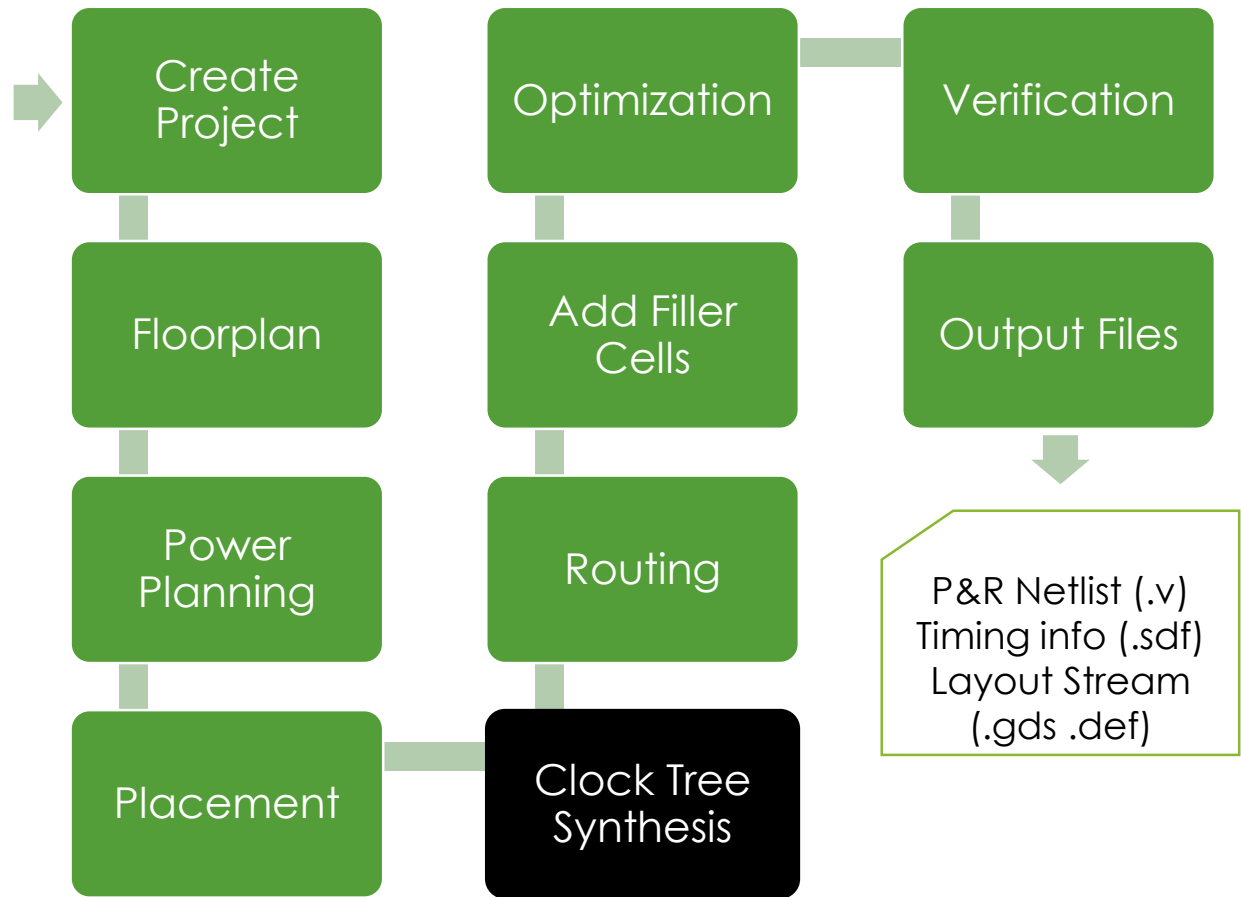 Create
Project
Floorplan
Power
Planning
Placement
Clock Tree
Synthesis
Routing
Add Filler
Cells
Optimization
Verification
Output Files
P&R Netlist (.v)
Timing info (.sdf)
Layout Stream
(.gds .def)